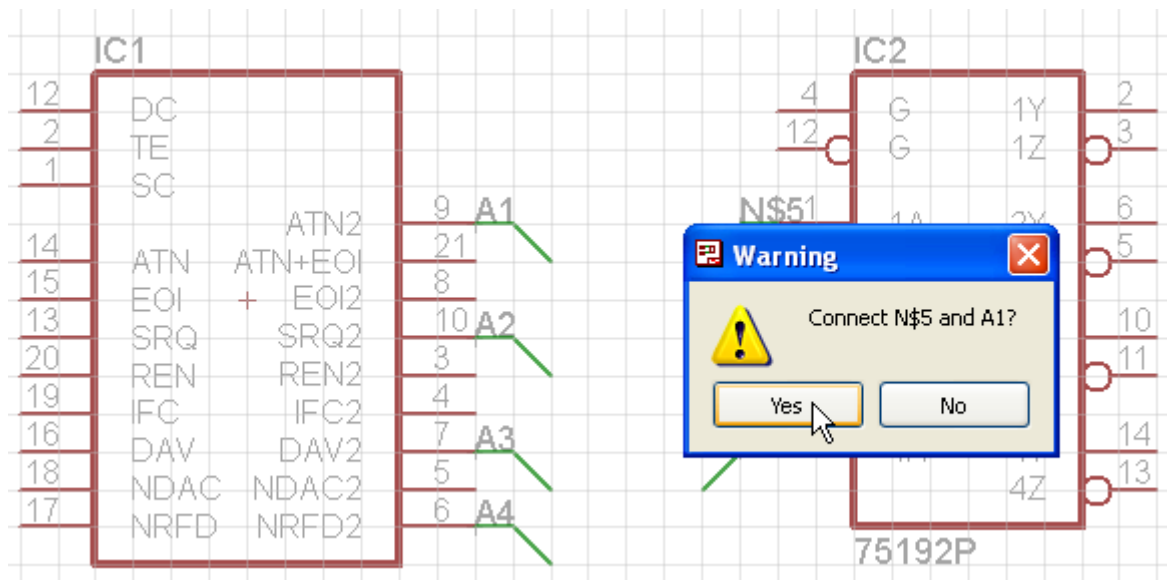 IC1
12 DC
2 TE
1 SC
ATN2 9 A1
14 ATN ATN+EOI 21
15 EOI EOI2 8
13 SRQ SRQ2 10 A2
20 REN REN2 3
19 IFC IFC2 4
16 DAV DAV2 7 A3
18 NDAC NDAC2 5
17 NRFD NRFD2 6 A4
IC2
4 G 1Y 2
12 G 1Z 3
N$5 1 1A 2Y 6
5
10
11
14
4Z 13
75192P
Warning
Connect N$5 and A1?
Yes No